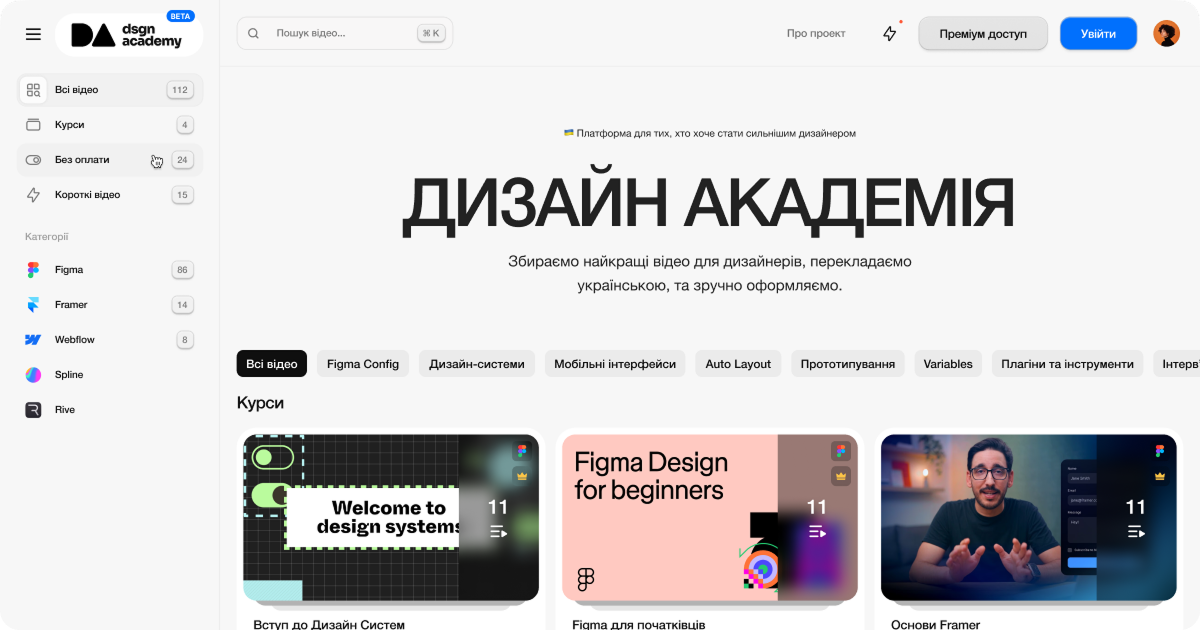 BETA
dsgn
academy
Пошук відео...
⌘ K
Про проект
Преміум доступ
Увійти
Всі відео 112
Курси 4
Без оплати 24
Короткі відео 15
Категорії
Figma 86
Framer 14
Webflow 8
Spline
Rive
🇺🇦 Платформа для тих, хто хоче стати сильнішим дизайнером
ДИЗАЙН АКАДЕМІЯ
Збираємо найкращі відео для дизайнерів, перекладаємо
українською, та зручно оформляємо.
Всі відео
Figma Config
Дизайн-системи
Мобільні інтерфейси
Auto Layout
Прототипування
Variables
Плагіни та інструменти
Інтерв'
Курси
Welcome to
design systems
11
Figma Design
for beginners
11
11
Вступ до Дизайн Систем
Figma для початківців
Основи Framer